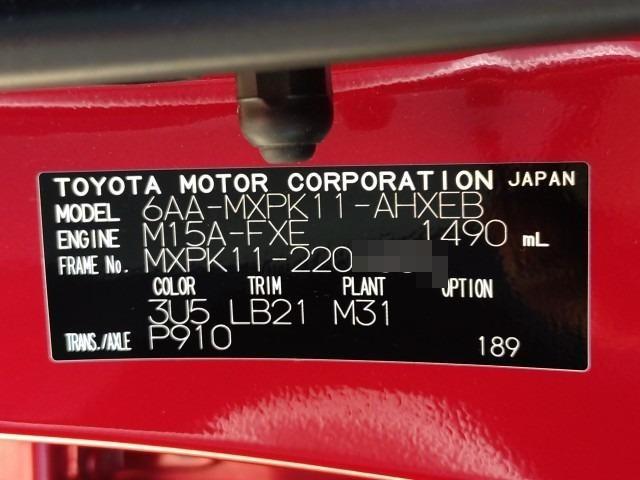 TOYOTA MOTOR CORPORATION JAPAN
MODEL 6AA-MXPK11-AHXEB
ENGINE M15A-FXE 1490 mL
FRAME No. MXPK11-220
COLOR TRIM PLANT OPTION
3U5 LB21 M31
TRANS./AXLE P910 189